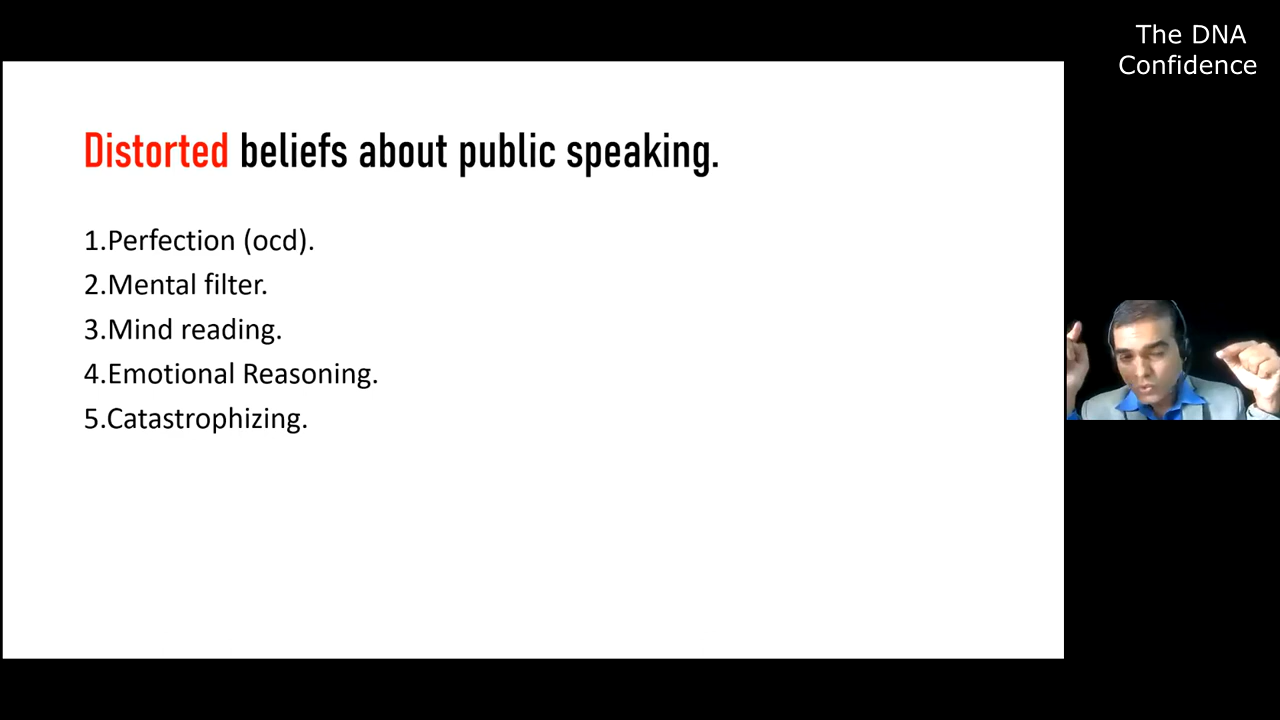 The DNA
Confidence
Distorted beliefs about public speaking.
1.Perfection (ocd).
2.Mental filter.
3.Mind reading.
4.Emotional Reasoning.
5.Catastrophizing.